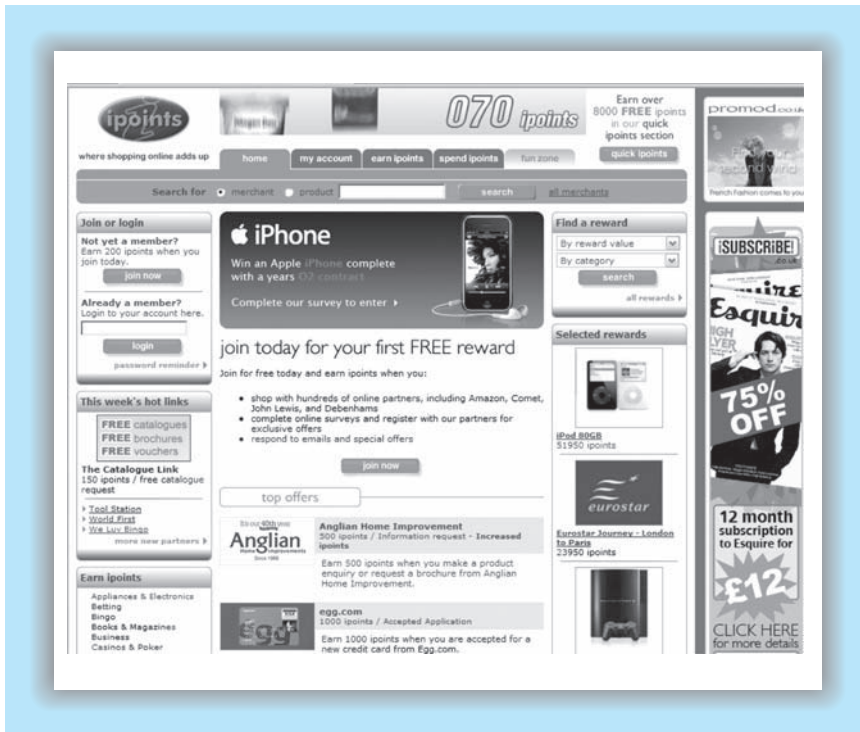 ipoints
where shopping online adds up
070 ipoints
Earn over
8000 FREE ipoints
in our quick
ipoints section
quick ipoints
home
my account
earn ipoints
spend ipoints
fun zone
Search for
merchant
product
search
all merchants
promod.co.uk
second wind
French Fashion comes to you
Join or login
Not yet a member?
Earn 200 ipoints when you
join today.
join now
Already a member?
Login to your account here.
login
password reminder
This week's hot links
FREE catalogues
FREE brochures
FREE vouchers
The Catalogue Link
150 ipoints / free catalogue
request
Tool Station
World First
We Luv Bingo
more new partners
Earn ipoints
Appliances & Electronics
Betting
Bingo
Books & Magazines
Business
Casinos & Poker
iPhone
Win an Apple iPhone complete
with a years O2 contract
Complete our survey to enter
join today for your first FREE reward
Join for free today and earn ipoints when you:
• shop with hundreds of online partners, including Amazon, Comet,
John Lewis, and Debenhams
• complete online surveys and register with our partners for
exclusive offers
• respond to emails and special offers
join now
top offers
Anglian
Home Improvements
Since 1966
Anglian Home Improvement
500 ipoints / Information request - Increased
ipoints
Earn 500 ipoints when you make a product
enquiry or request a brochure from Anglian
Home Improvement.
egg
egg.com
1000 ipoints / Accepted Application
Earn 1000 ipoints when you are accepted for a
new credit card from Egg.com.
Find a reward
By reward value
By category
search
all rewards
Selected rewards
iPod 80GB
51950 ipoints
eurostar
Eurostar Journey - London
to Paris
23950 ipoints
iSUBSCRiBE!
.co.uk
Esquire
75%
OFF
12 month
subscription
to Esquire for
£12
CLICK HERE
for more details